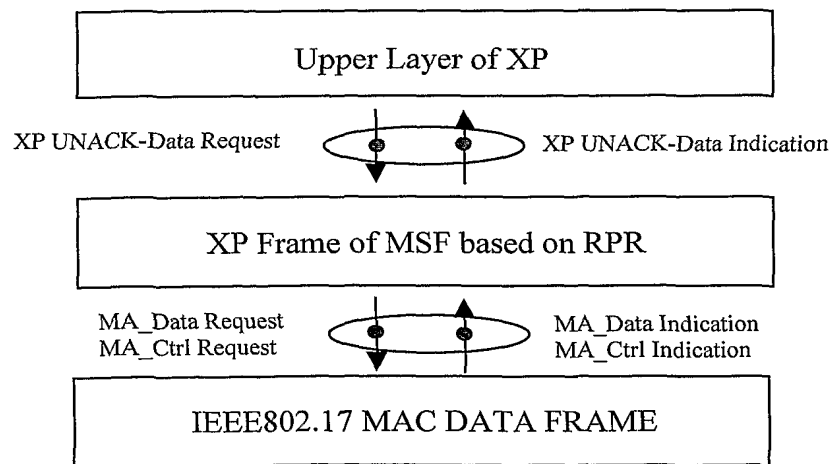 Upper Layer of XP
XP UNACK-Data Request
XP UNACK-Data Indication
XP Frame of MSF based on RPR
MA_Data Request
MA_Ctrl Request
MA_Data Indication
MA_Ctrl Indication
IEEE802.17 MAC DATA FRAME